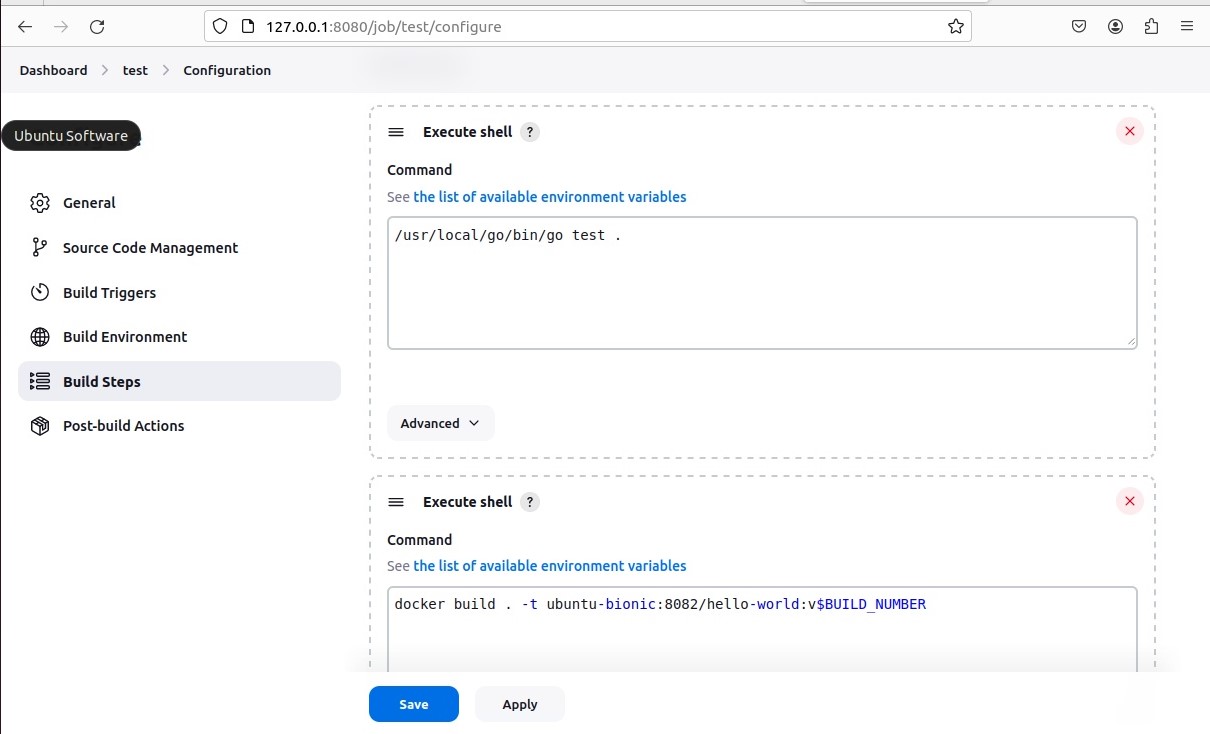 127.0.0.1:8080/job/test/configure
Dashboard > test > Configuration
Ubuntu Software
General
Source Code Management
Build Triggers
Build Environment
Build Steps
Post-build Actions
Execute shell ?
Command
See the list of available environment variables
/usr/local/go/bin/go test .
Advanced
Execute shell ?
Command
See the list of available environment variables
docker build . -t ubuntu-bionic:8082/hello-world:v$BUILD_NUMBER
Save
Apply